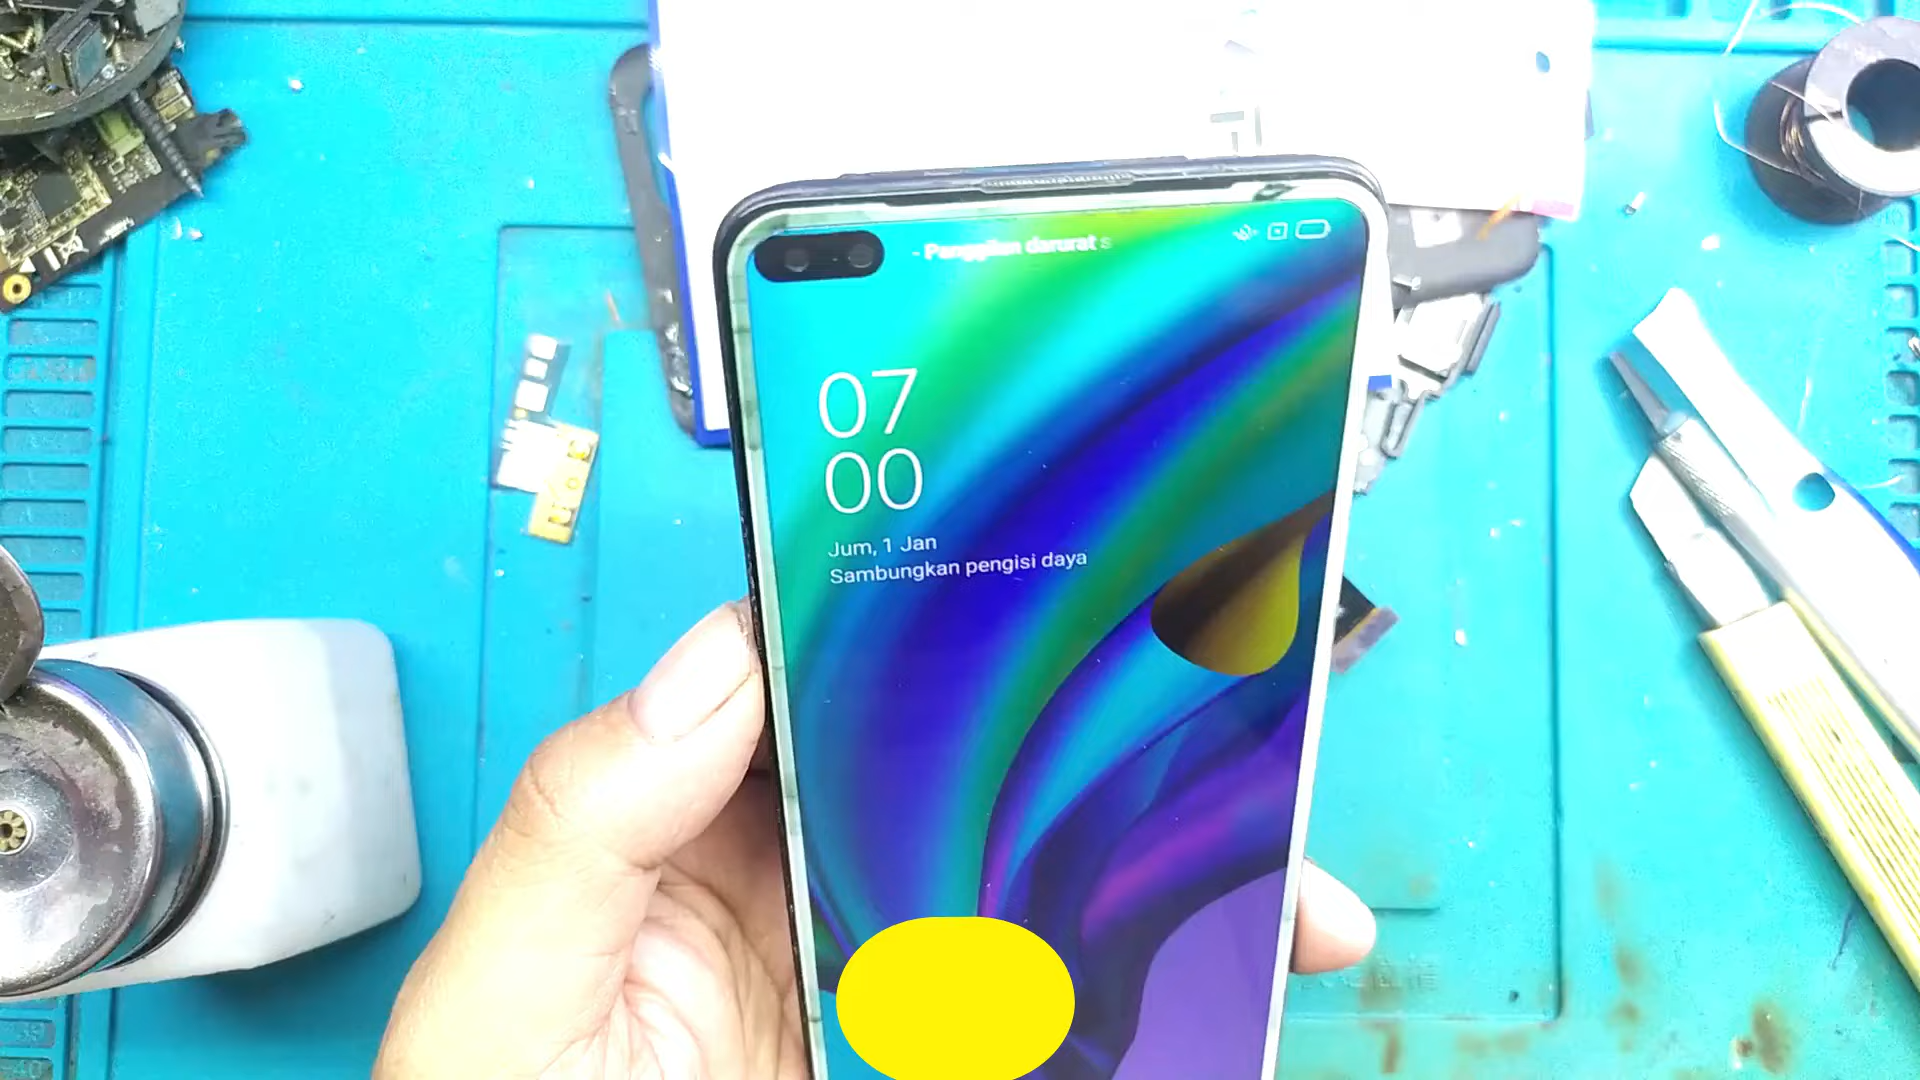 - Panggilan darurat s
07
00
Jum, 1 Jan
Sambungkan pengisi daya